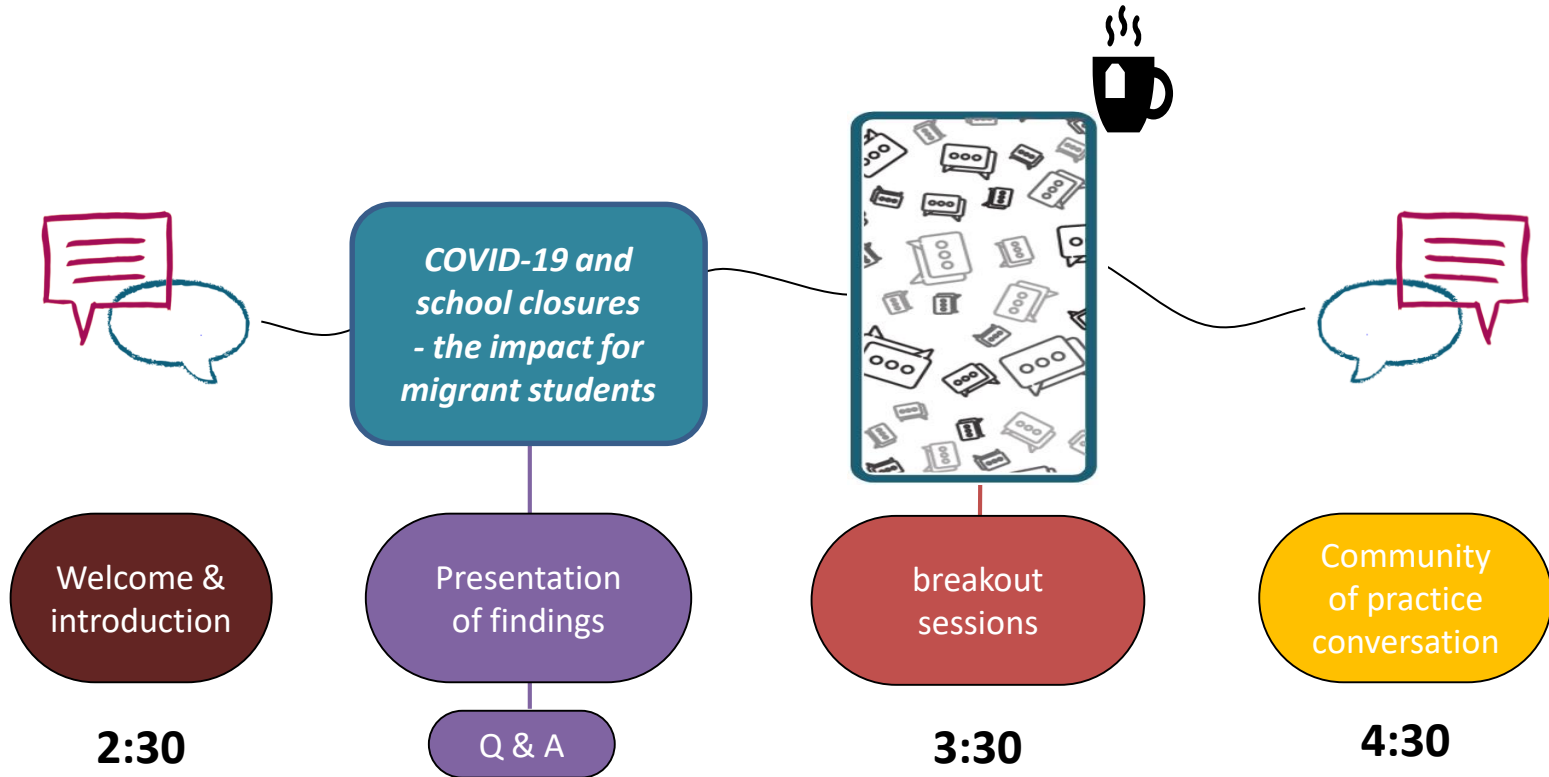 COVID-19 and
school closures
- the impact for
migrant students
Welcome &
introduction
Presentation
of findings
breakout
sessions
Community
of practice
conversation
2:30
Q & A
3:30
4:30